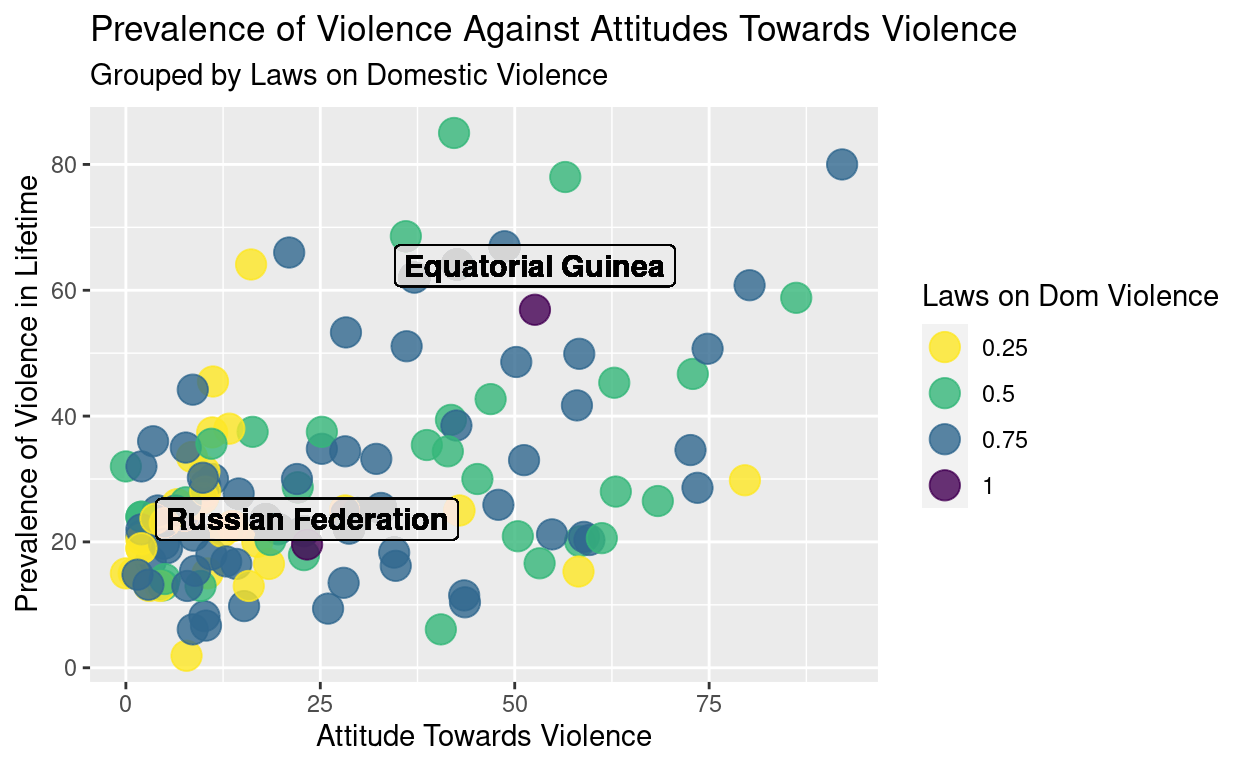 Prevalence of Violence Against Attitudes Towards Violence
Grouped by Laws on Domestic Violence
Prevalence of Violence in Lifetime
80
60
40
20
0
Equatorial Guinea
Russian Federation
0
25
50
75
Attitude Towards Violence
Laws on Dom Violence
0.25
0.5
0.75
1